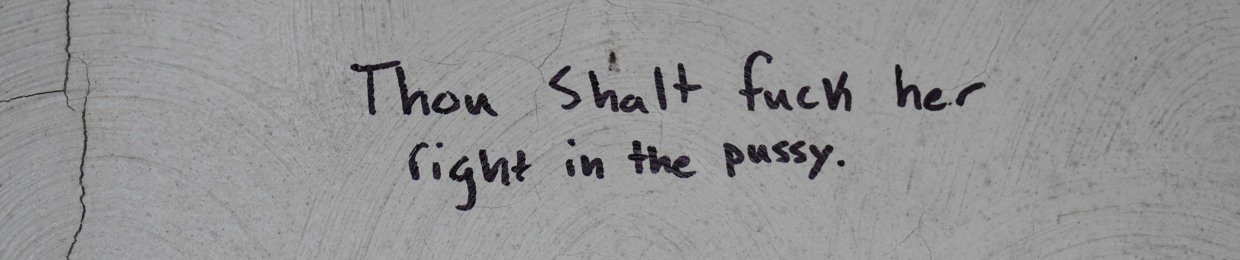 Thou Shalt fuck her
right in the pussy.